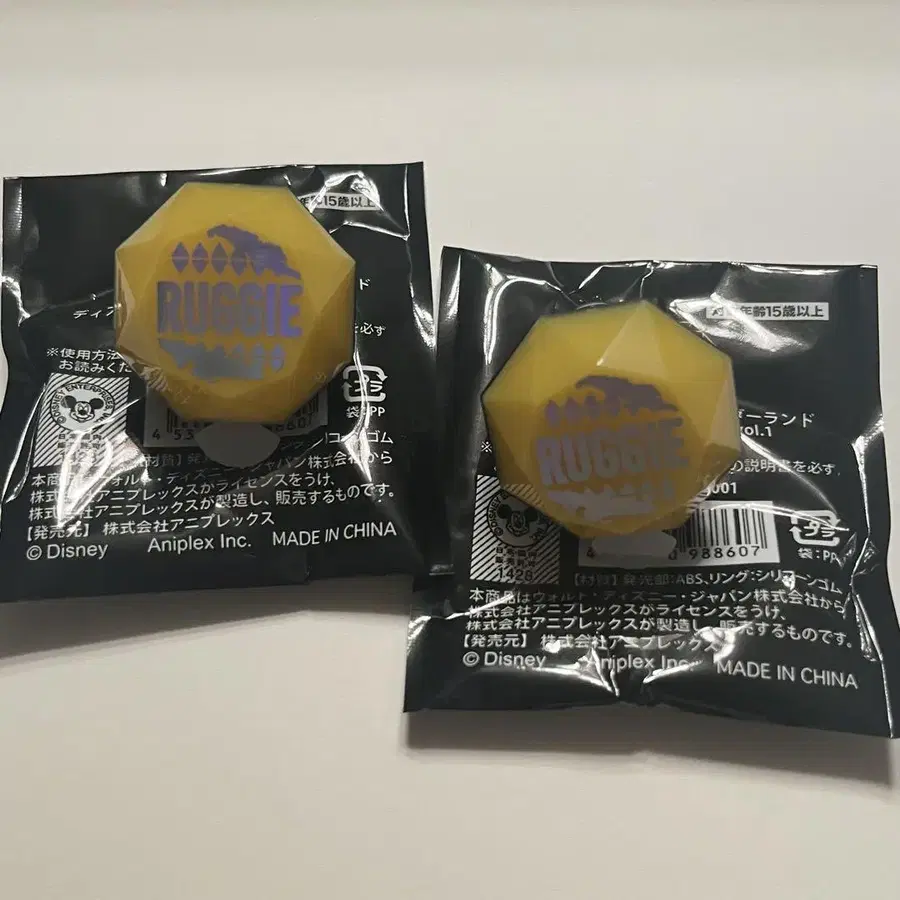 年齢15歳以上
ド
ディズ
必ず
※使用方法
お読みくだ
RUGGIE
袋:PP
8607
リコーンゴム
【材質】
本商品はウォルト・ディズニー・ジャパン株式会社から
株式会社アニプレックスがライセンスをうけ、
株式会社アニプレックスが製造し、販売するものです。
【発売元】株式会社アニプレックス
© Disney Aniplex Inc. MADE IN CHINA
対 年齢15歳以上
ダーランド
vol.1
の説明書を必ず
001
RUGGIE
988607
袋:PP
1428
【材質】発光部:ABS、リング:シリコーンゴム
本商品はウォルト・ディズニー・ジャパン株式会社から
株式会社アニプレックスがライセンスをうけ、
株式会社アニプレックスが製造し、販売するものです。
【発売元】株式会社アニプレックス
© Disney Aniplex Inc. MADE IN CHINA